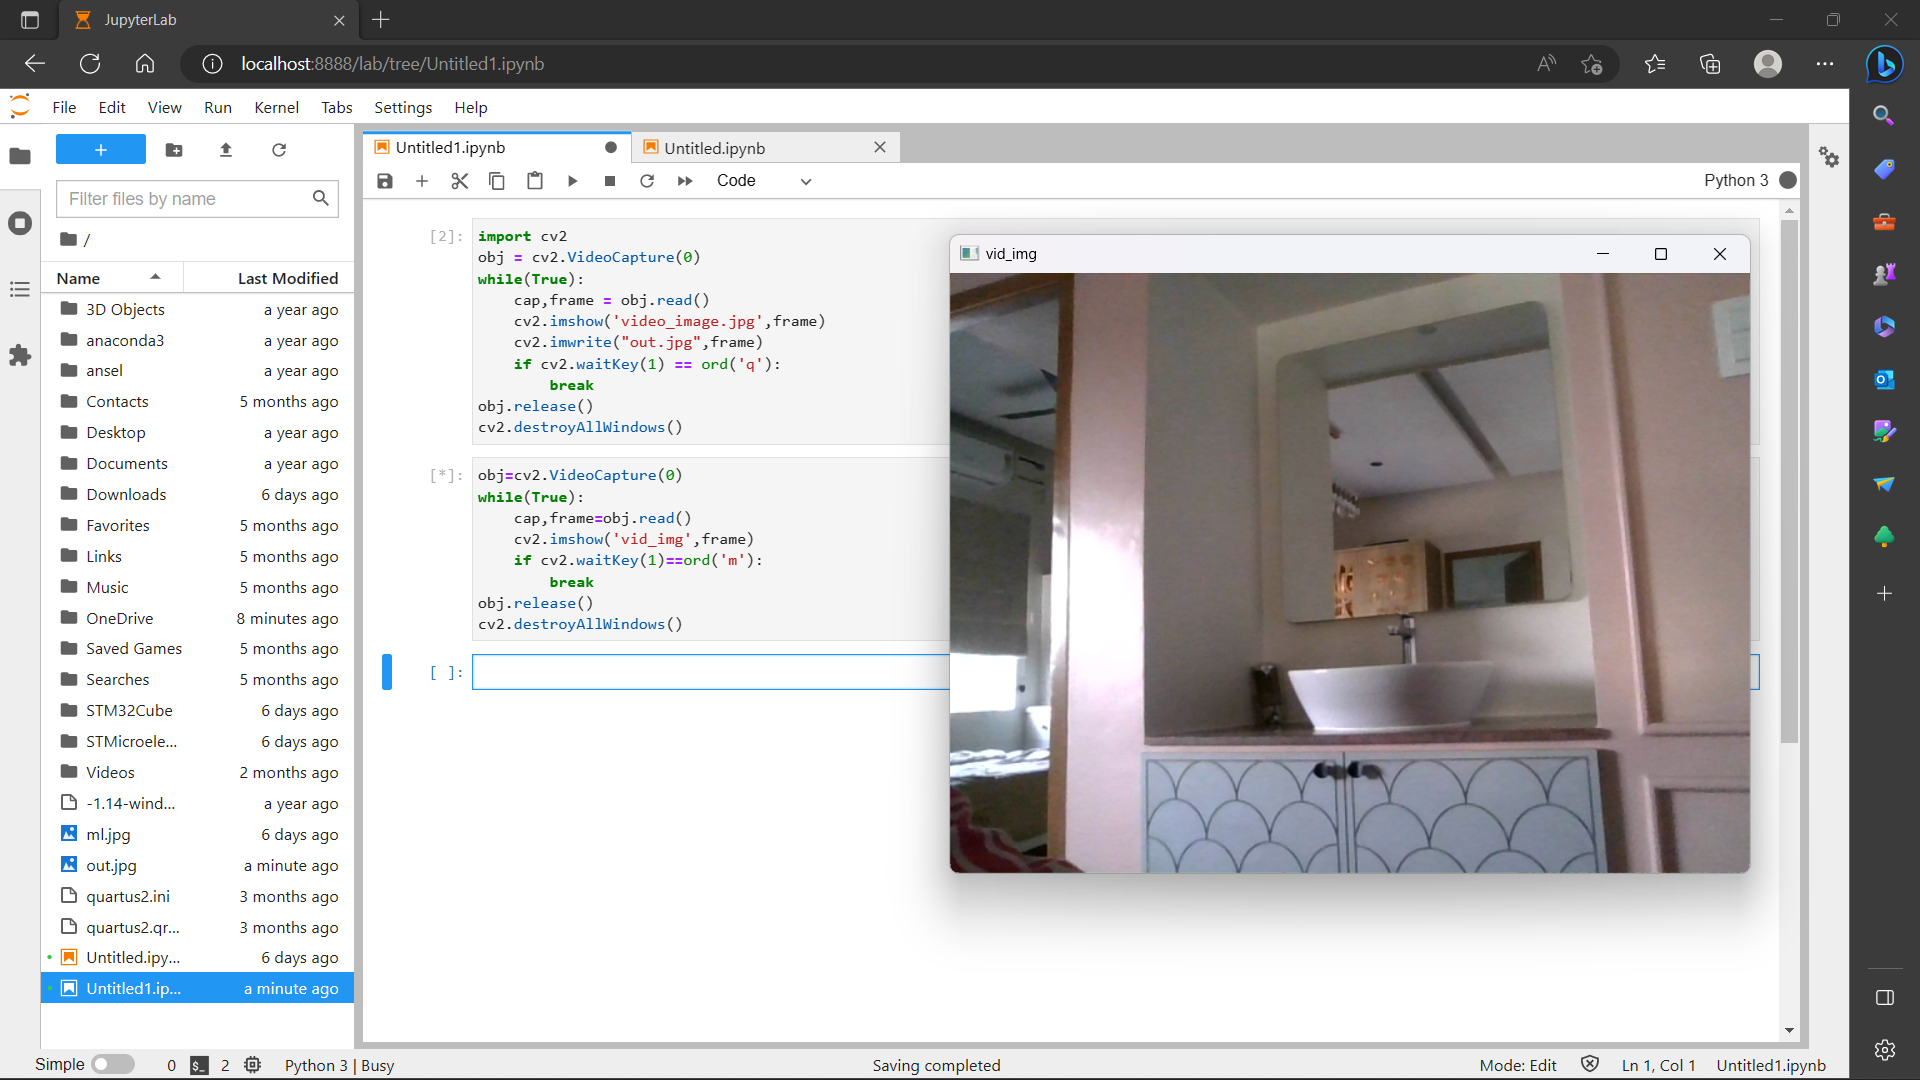 JupyterLab
localhost:8888/lab/tree/Untitled1.ipynb
File Edit View Run Kernel Tabs Settings Help
Untitled1.ipynb Untitled.ipynb
Code Python 3
Filter files by name
/
Name Last Modified
3D Objects a year ago
anaconda3 a year ago
ansel a year ago
Contacts 5 months ago
Desktop a year ago
Documents a year ago
Downloads 6 days ago
Favorites 5 months ago
Links 5 months ago
Music 5 months ago
OneDrive 8 minutes ago
Saved Games 5 months ago
Searches 5 months ago
STM32Cube 6 days ago
STMicroele... 6 days ago
Videos 2 months ago
-1.14-wind... a year ago
ml.jpg 6 days ago
out.jpg a minute ago
quartus2.ini 3 months ago
quartus2.qr... 3 months ago
Untitled.ipy... 6 days ago
Untitled1.ip... a minute ago
[2]: import cv2
obj = cv2.VideoCapture(0)
while(True):
cap,frame = obj.read()
cv2.imshow('video_image.jpg',frame)
cv2.imwrite("out.jpg",frame)
if cv2.waitKey(1) == ord('q'):
break
obj.release()
cv2.destroyAllWindows()
[*]: obj=cv2.VideoCapture(0)
while(True):
cap,frame=obj.read()
cv2.imshow('vid_img',frame)
if cv2.waitKey(1)==ord('m'):
break
obj.release()
cv2.destroyAllWindows()
[ ]:
vid_img
Simple 0 $_ 2 Python 3 | Busy Saving completed Mode: Edit Ln 1, Col 1 Untitled1.ipynb